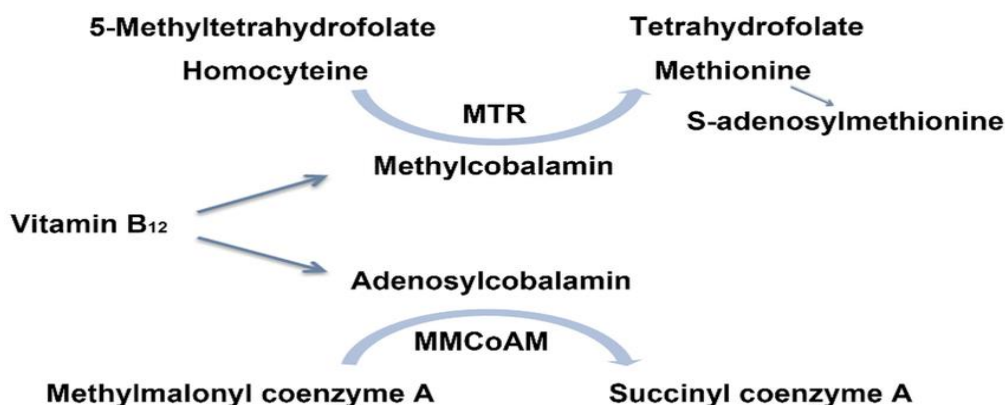 5-Methyltetrahydrofolate
Tetrahydrofolate
Homocyteine
Methionine
MTR
S-adenosylmethionine
Methylcobalamin
Vitamin B₁₂
Adenosylcobalamin
MMCoAM
Methylmalonyl coenzyme A
Succinyl coenzyme A